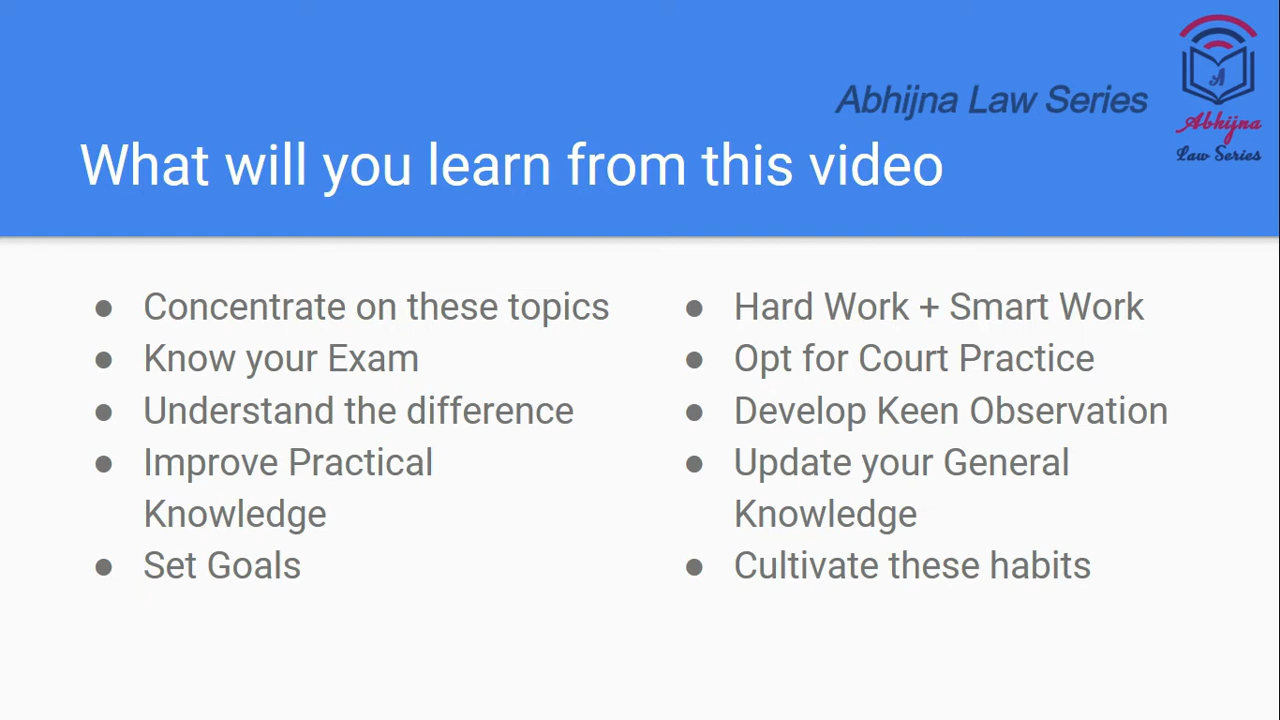 Abhijna Law Series
A
Abhijna
Law Series
What will you learn from this video
● Concentrate on these topics
● Know your Exam
● Understand the difference
● Improve Practical
Knowledge
● Set Goals
● Hard Work + Smart Work
● Opt for Court Practice
● Develop Keen Observation
● Update your General
Knowledge
● Cultivate these habits